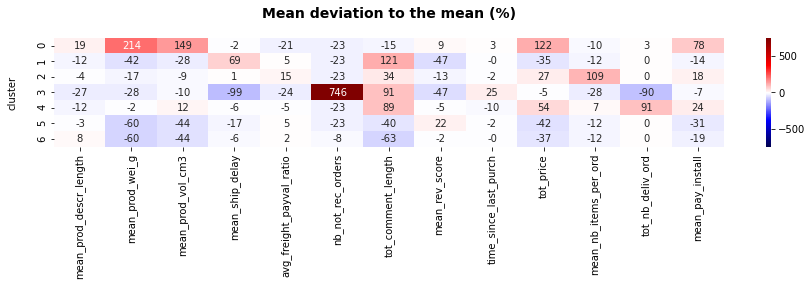 Mean deviation to the mean (%)
cluster
0 19 214 149 -2 -21 -23 -15 9 3 122 -10 3 78
1 -12 -42 -28 69 5 -23 121 -47 -0 -35 -12 0 -14
2 -4 -17 -9 1 15 -23 34 -13 -2 27 109 0 18
3 -27 -28 -10 -99 -24 746 91 -47 25 -5 -28 -90 -7
4 -12 -2 12 -6 -5 -23 89 -5 -10 54 7 91 24
5 -3 -60 -44 -17 5 -23 -40 22 -2 -42 -12 0 -31
6 8 -60 -44 -6 2 -8 -63 -2 -0 -37 -12 0 -19
mean_prod_descr_length
mean_prod_wei_g
mean_prod_vol_cm3
mean_ship_delay
avg_freight_payval_ratio
nb_not_rec_orders
tot_comment_length
mean_rev_score
time_since_last_purch
tot_price
mean_nb_items_per_ord
tot_nb_deliv_ord
mean_pay_install
500
0
−500